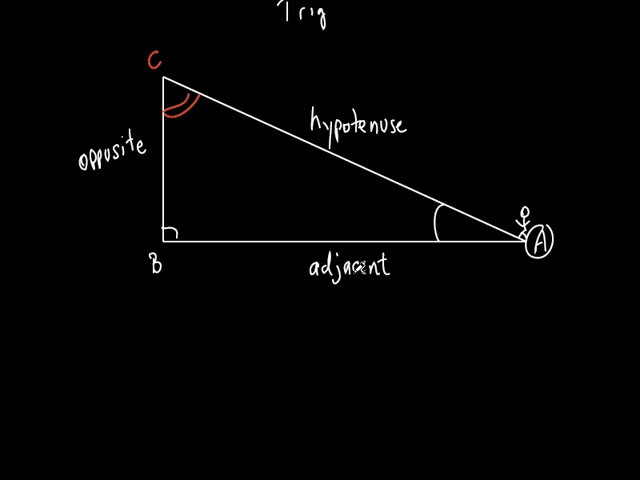 Trig
C
hypotenuse
opposite
A
B
adjacent